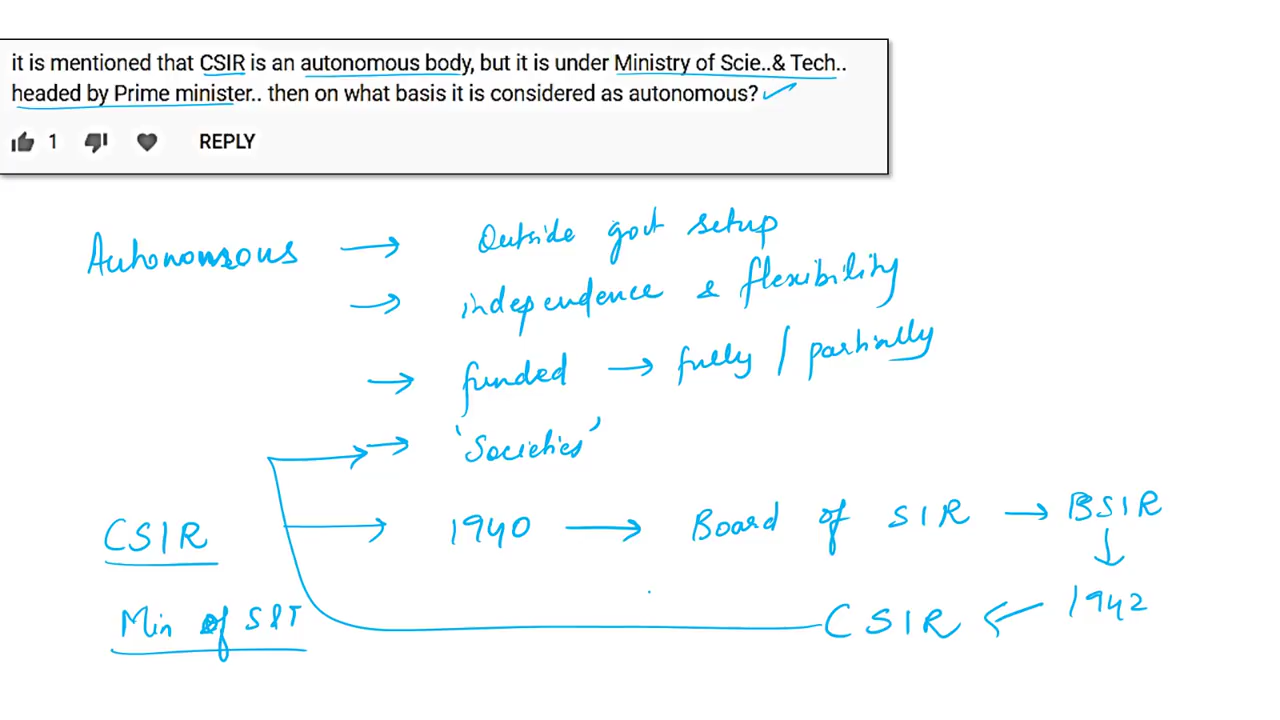 it is mentioned that CSIR is an autonomous body, but it is under Ministry of Scie..& Tech..
headed by Prime minister.. then on what basis it is considered as autonomous?
1 REPLY
Autonomous → Outside govt setup
→ independence & flexibility
→ funded → fully / partially
→ 'Societies'
CSIR → 1940 → Board of SIR → BSIR
Min of S&T CSIR ← 1942